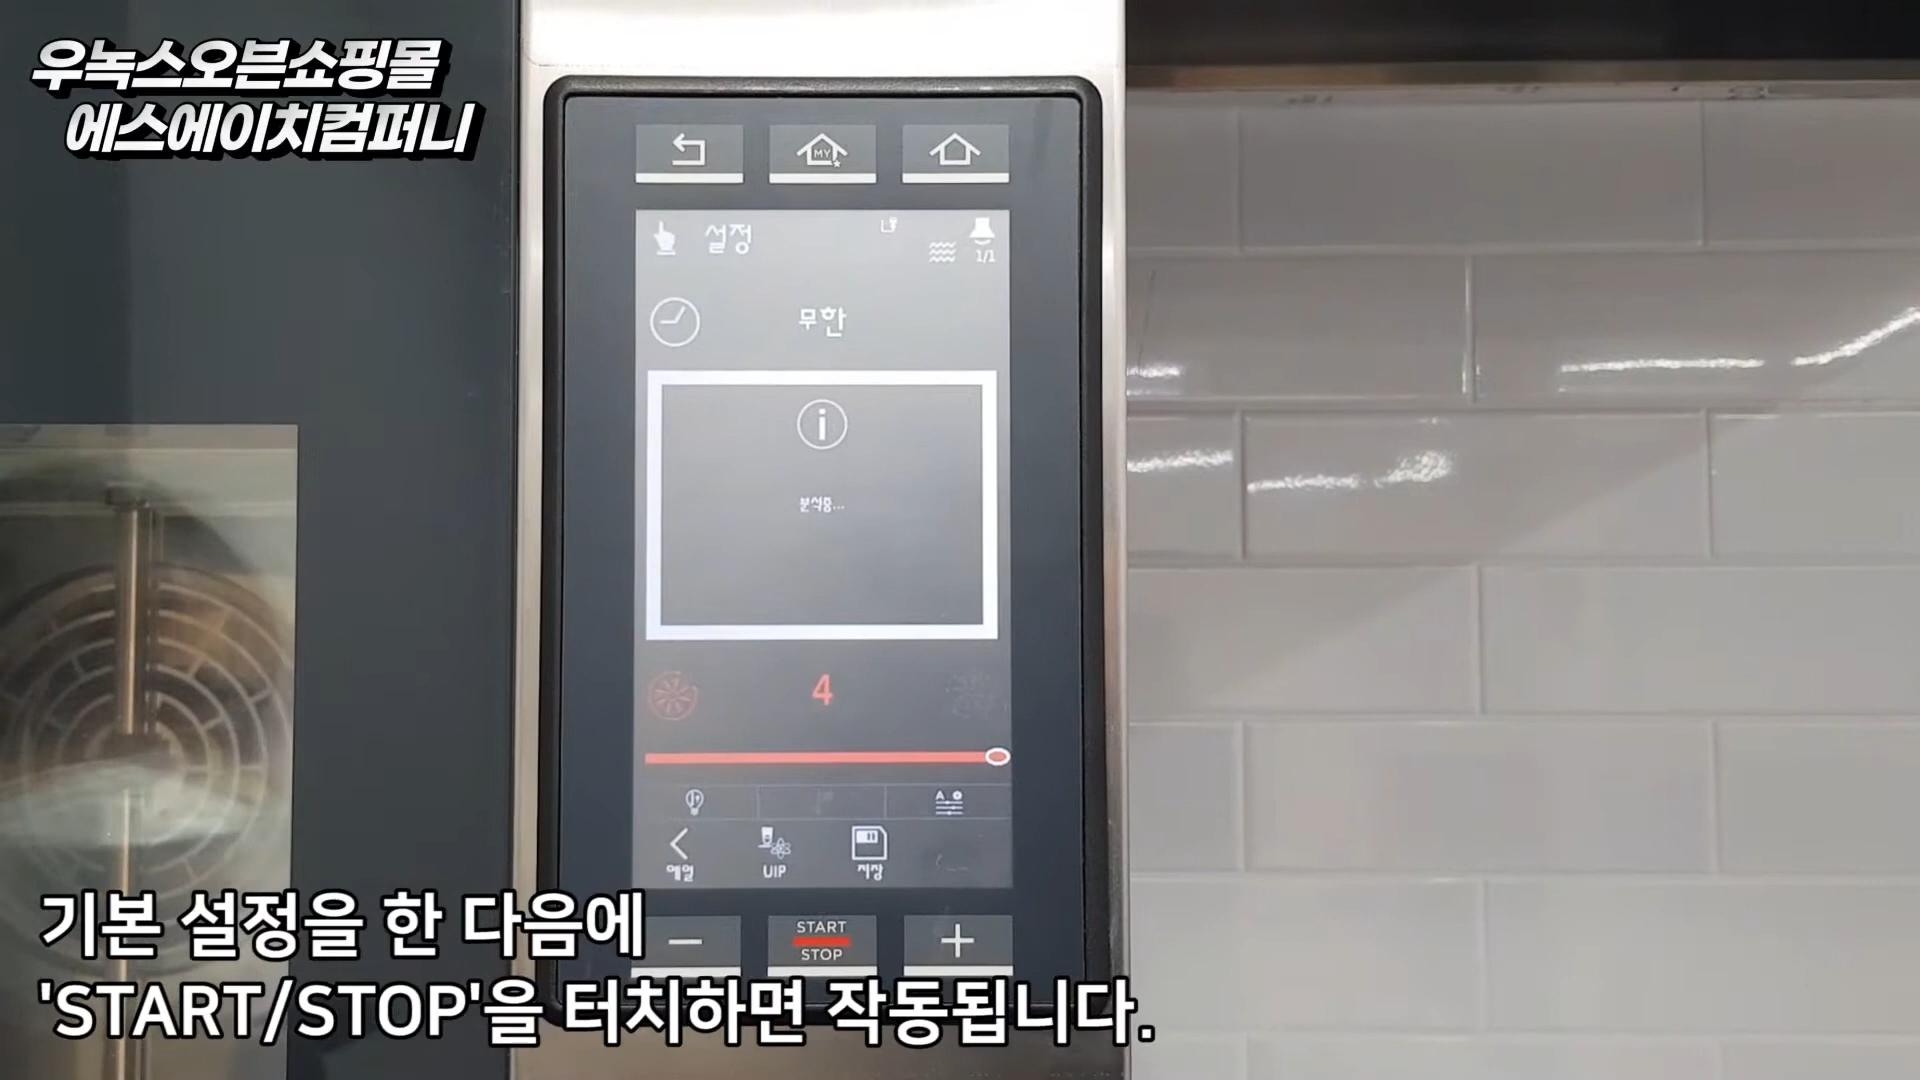 우녹스오븐쇼핑몰
에스에이치컴퍼니
MY
설정
1/1
무한
i
분석중...
4
A
예열
UIP
저장
START
STOP
기본 설정을 한 다음에
'START/STOP'을 터치하면 작동됩니다.